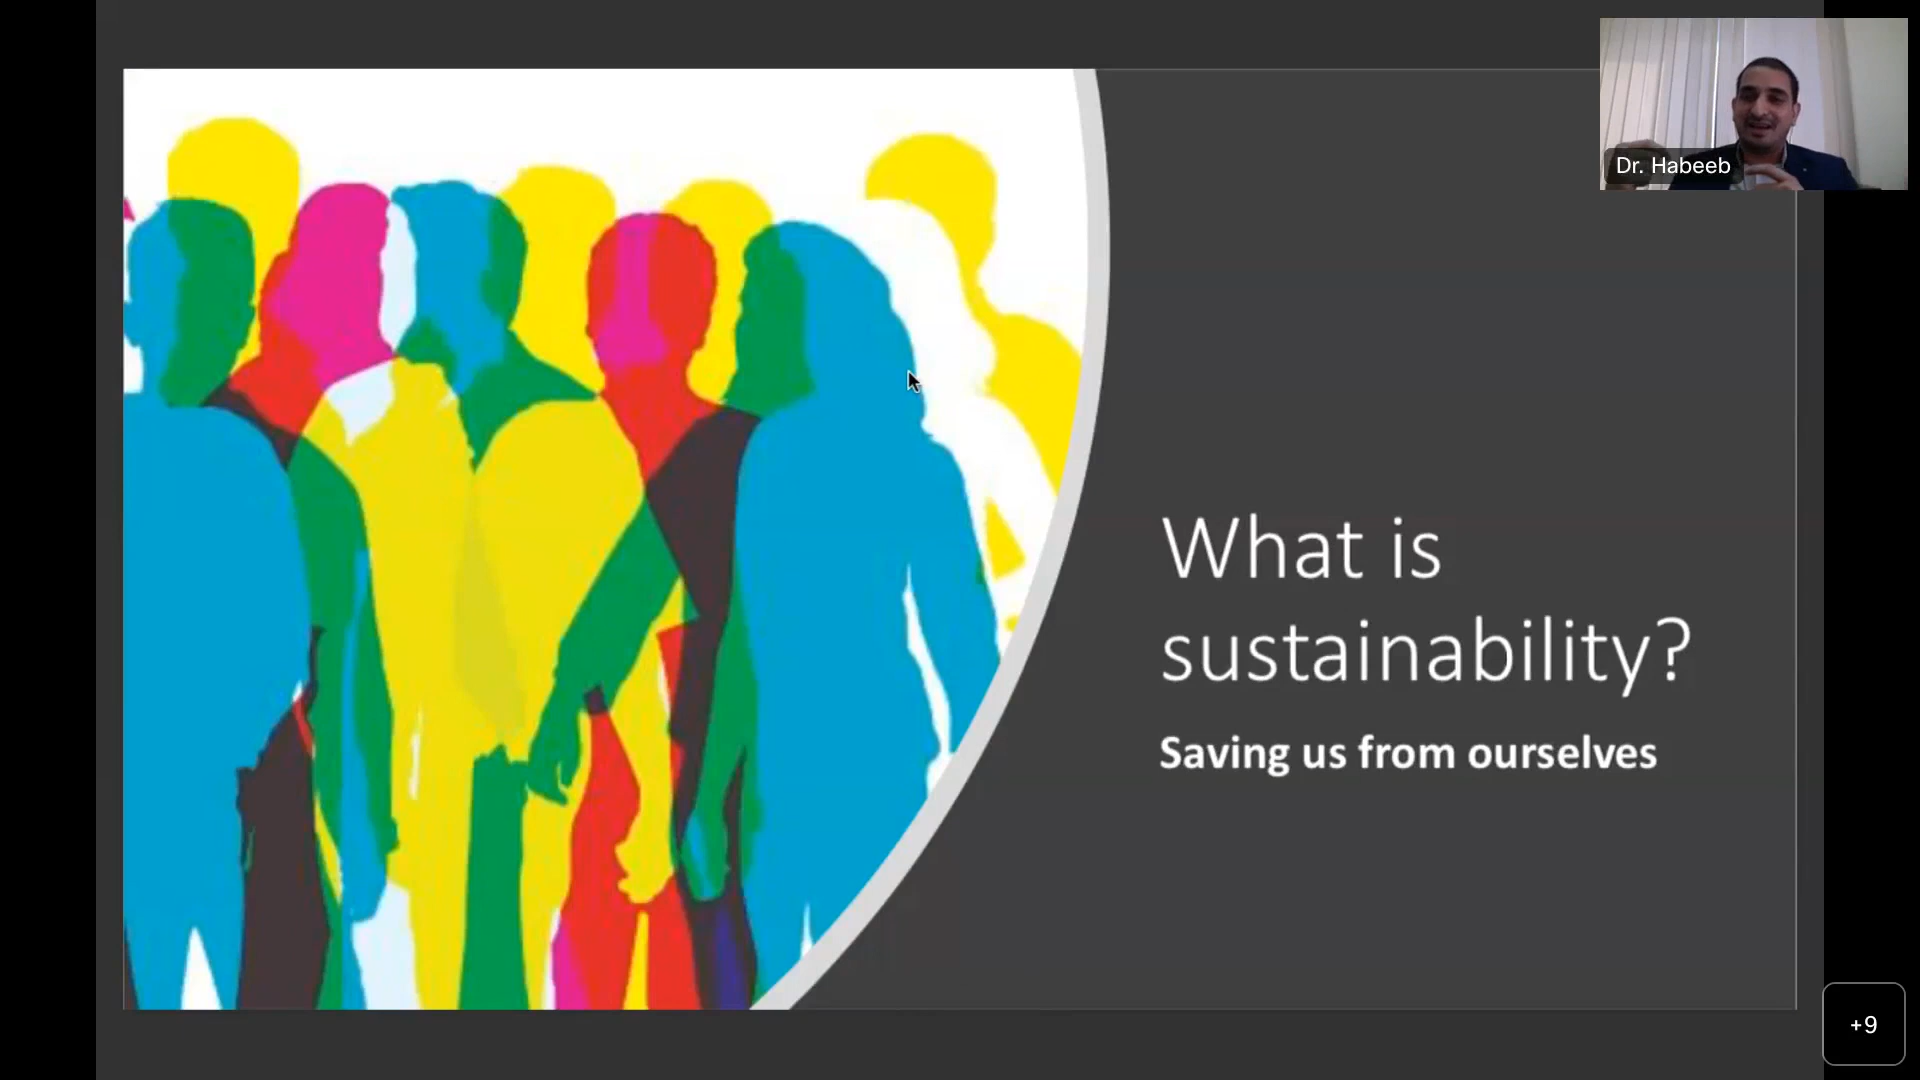 Dr. Habeeb
What is
sustainability?
Saving us from ourselves
+9